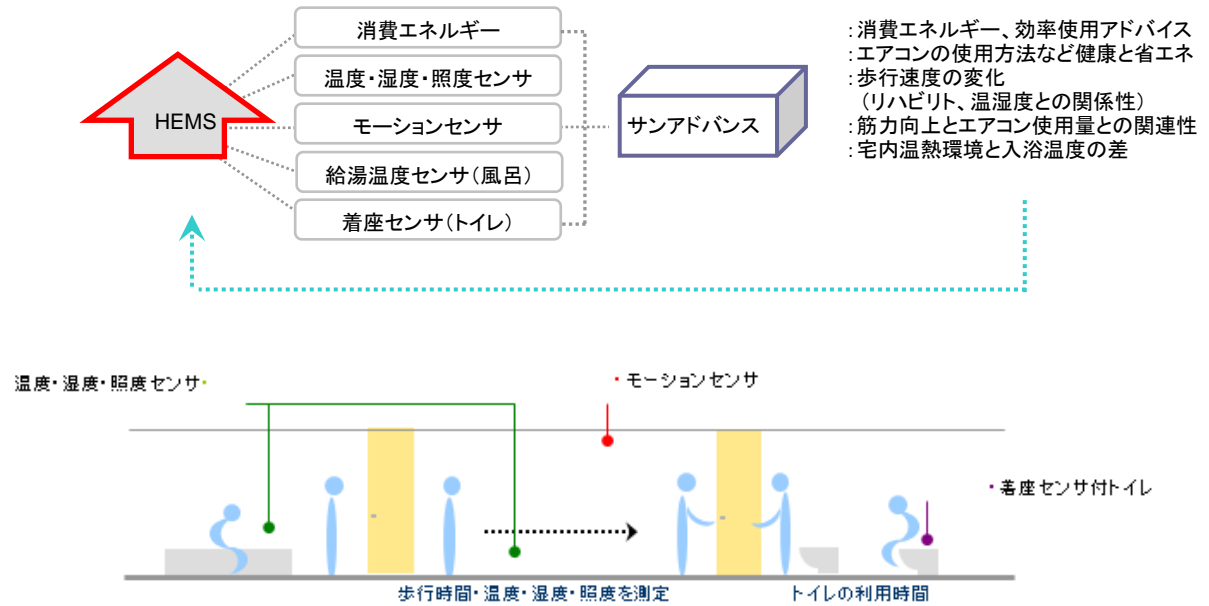 HEMS
消費エネルギー
温度・湿度・照度センサ
モーションセンサ
給湯温度センサ（風呂）
着座センサ（トイレ）
サンアドバンス
：消費エネルギー、効率使用アドバイス
：エアコンの使用方法など健康と省エネ
：歩行速度の変化
（リハビリト、温湿度との関係性）
：筋力向上とエアコン使用量との関連性
：宅内温熱環境と入浴温度の差
温度・湿度・照度センサ・
・モーションセンサ
・着座センサ付トイレ
歩行時間・温度・湿度・照度を測定
トイレの利用時間